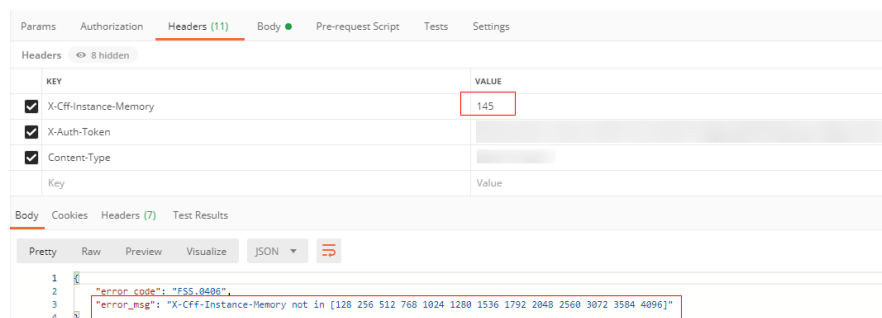 Params Authorization Headers (11) Body Pre-request Script Tests Settings
Headers 8 hidden
KEY VALUE
X-Cff-Instance-Memory 145
X-Auth-Token
Content-Type
Key Value
Body Cookies Headers (7) Test Results
Pretty Raw Preview Visualize JSON
1 {
2 "error_code": "FSS.0406",
3 "error_msg": "X-Cff-Instance-Memory not in [128 256 512 768 1024 1280 1536 1792 2048 2560 3072 3584 4096]"
4 }